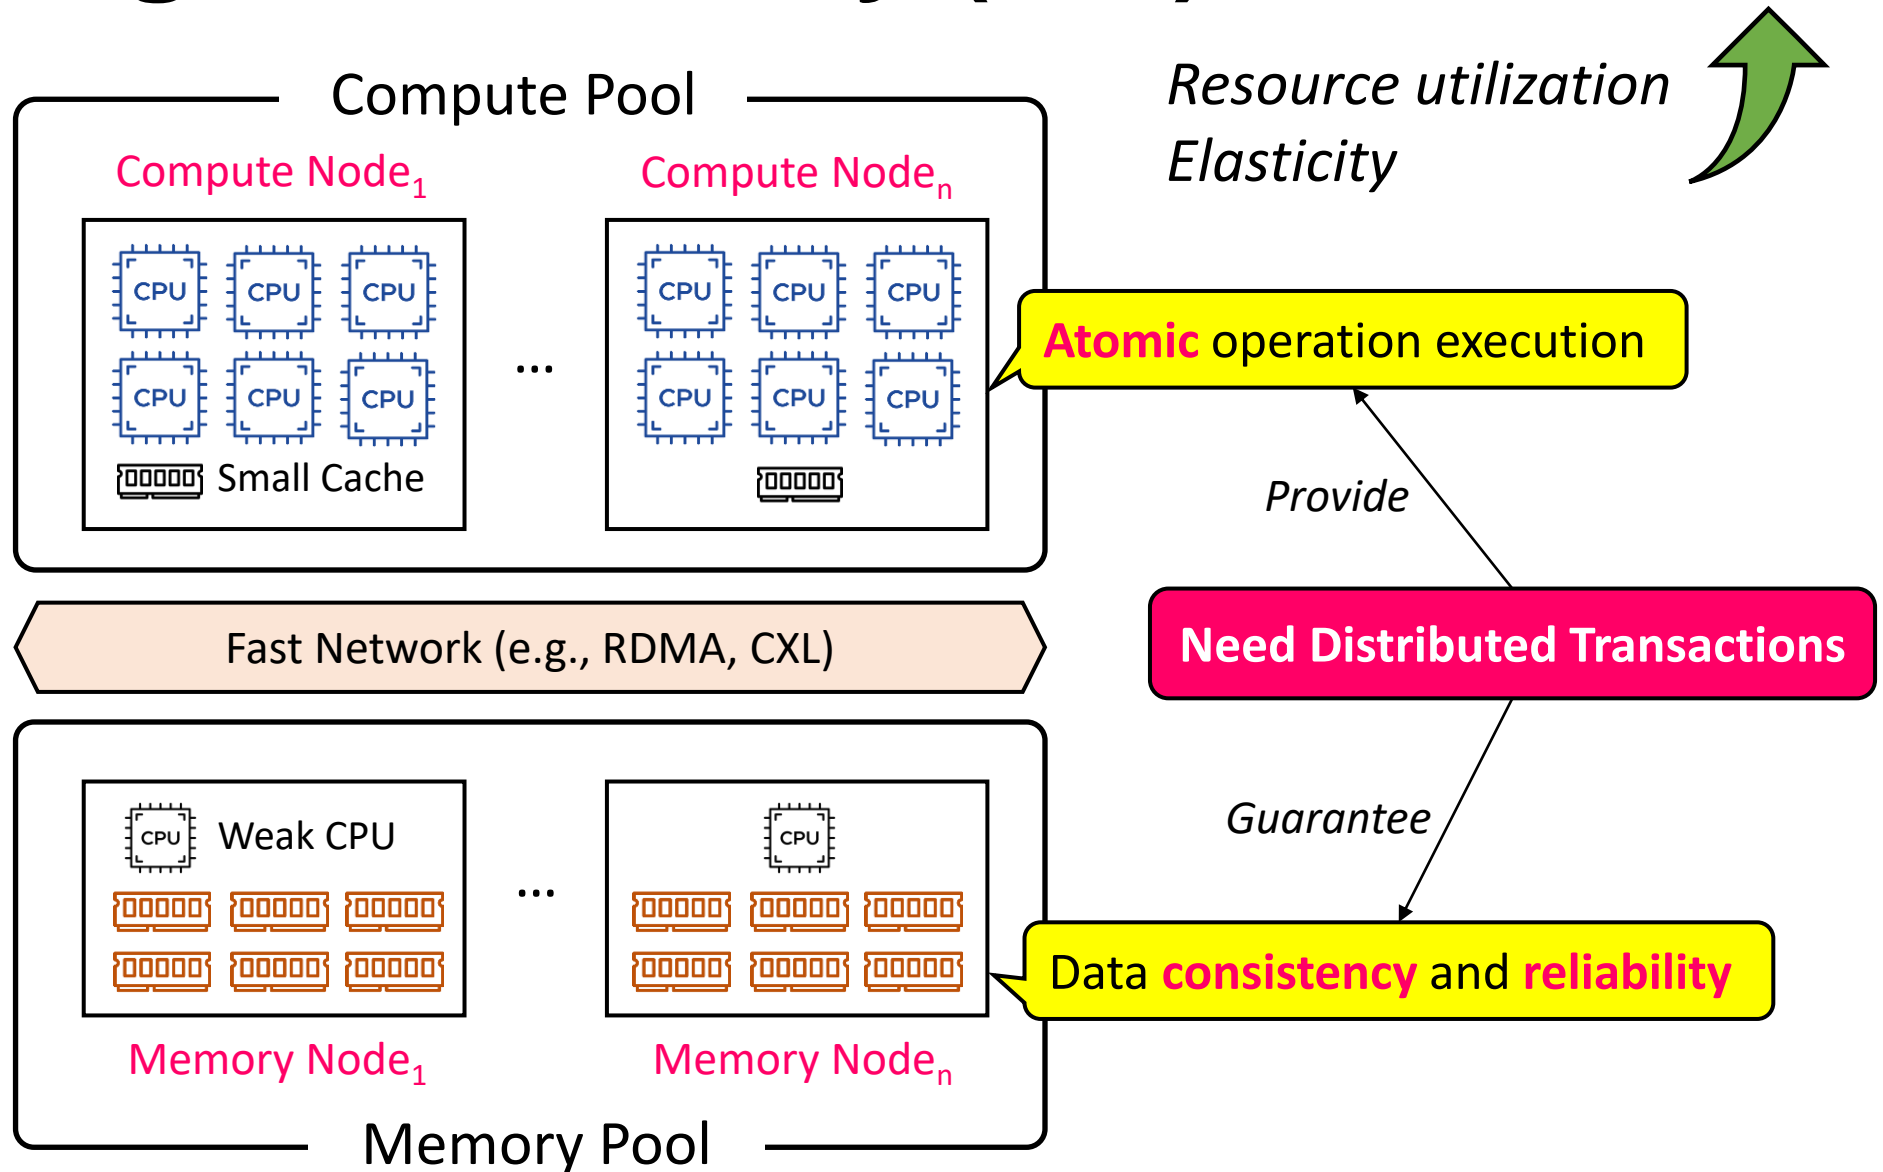 Compute Pool
Resource utilization
Elasticity
Compute Node1
Compute Noden
CPU CPU CPU
CPU CPU CPU
CPU CPU CPU
CPU CPU CPU
...
Small Cache
Atomic operation execution
Provide
Fast Network (e.g., RDMA, CXL)
Need Distributed Transactions
Guarantee
CPU
Weak CPU
...
CPU
Data consistency and reliability
Memory Node1
Memory Noden
Memory Pool